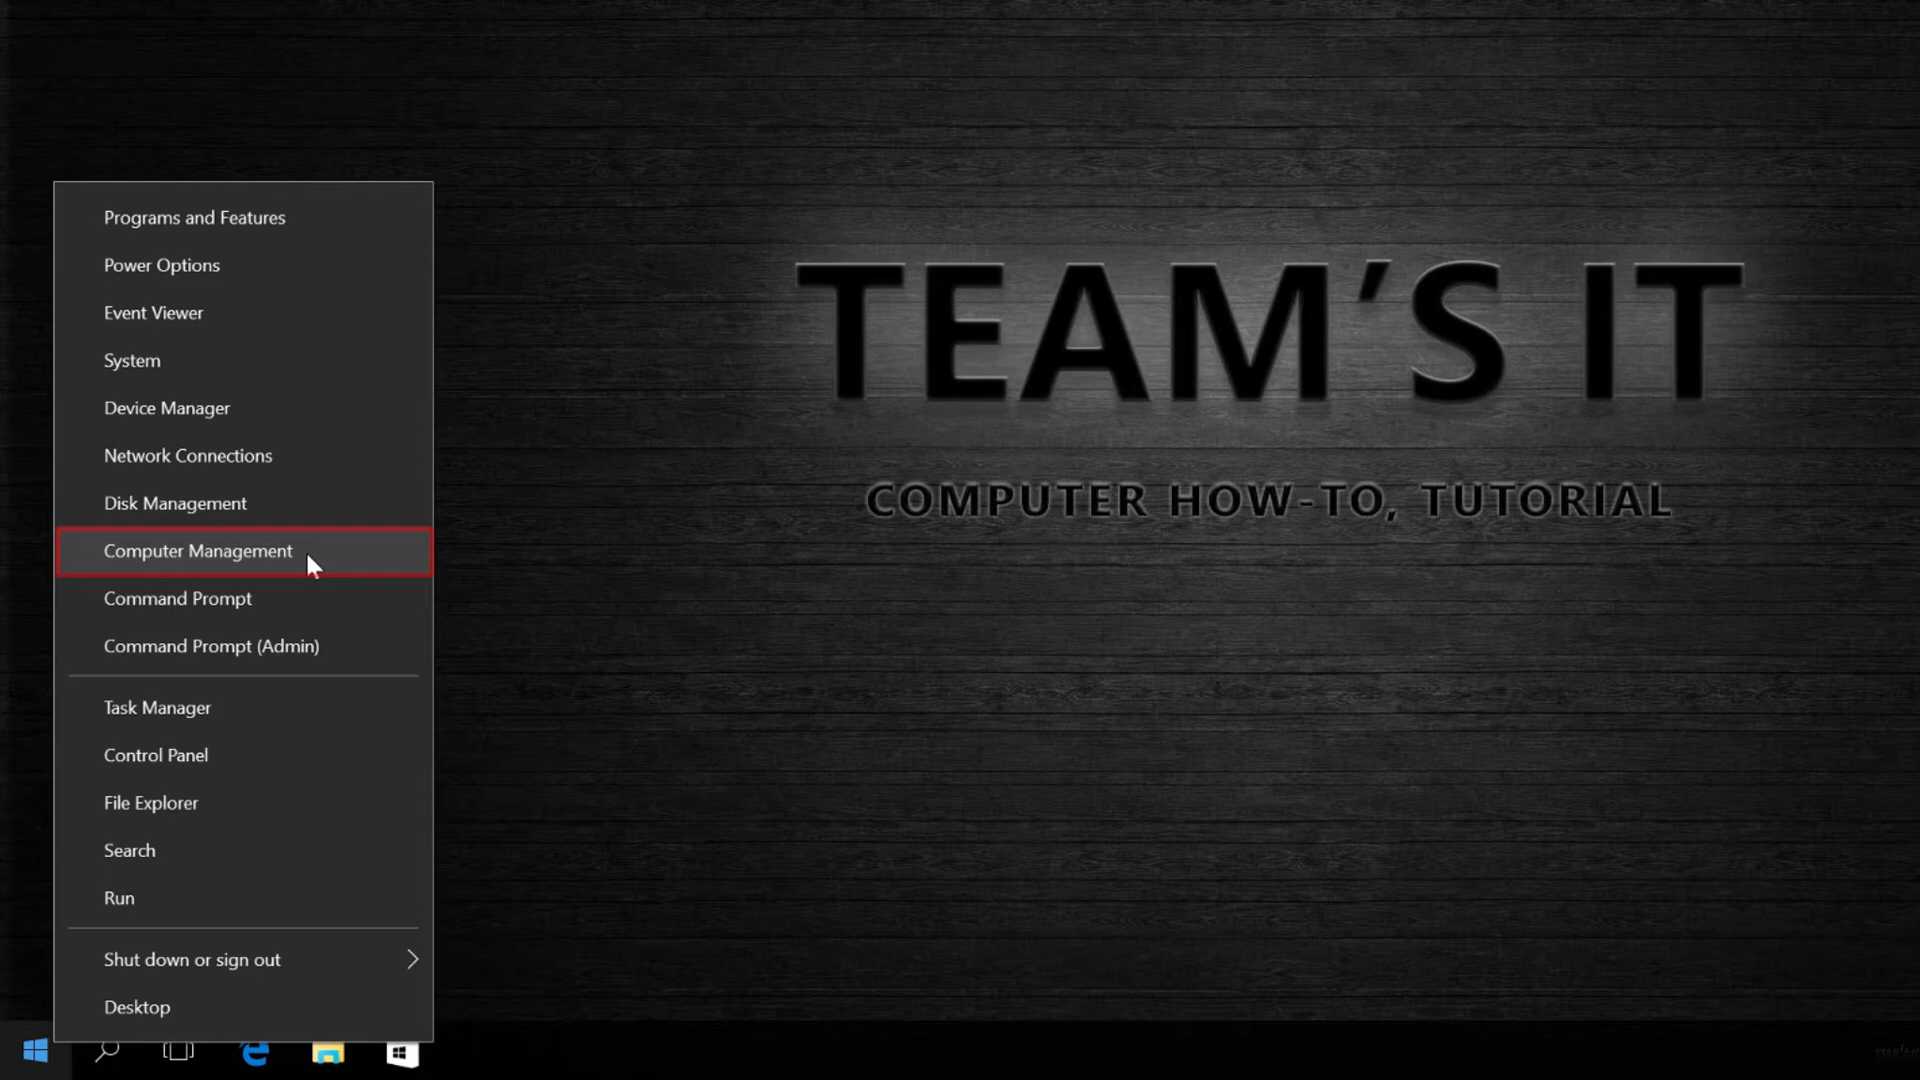 TEAM’S IT
COMPUTER HOW-TO, TUTORIAL
Programs and Features
Power Options
Event Viewer
System
Device Manager
Network Connections
Disk Management
Computer Management
Command Prompt
Command Prompt (Admin)
Task Manager
Control Panel
File Explorer
Search
Run
Shut down or sign out
Desktop